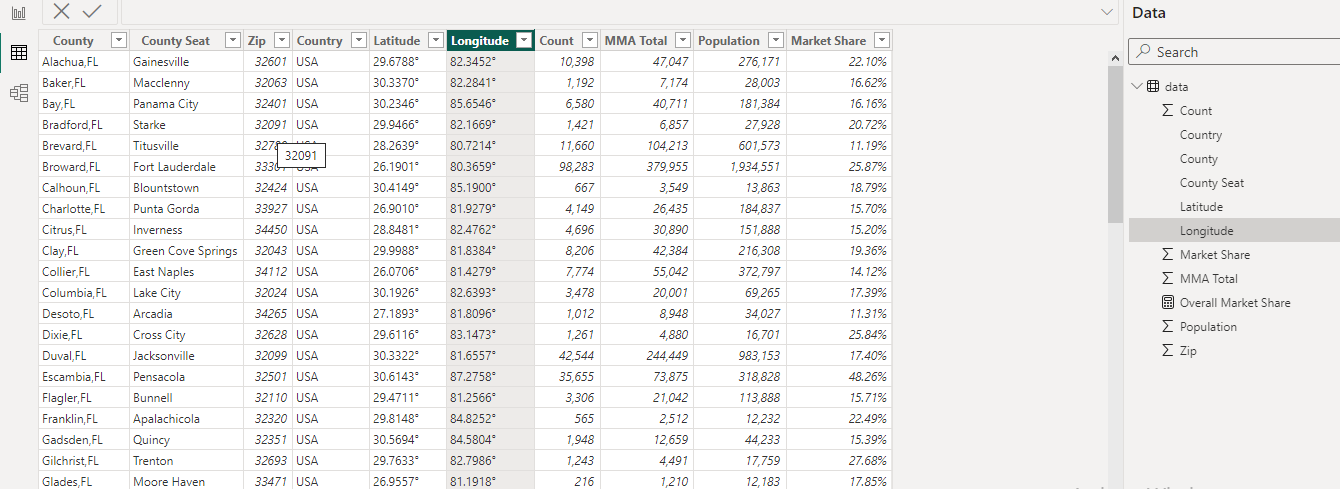 Data
County County Seat Zip Country Latitude Longitude Count MMA Total Population Market Share
Search
Alachua,FL Gainesville 32601 USA 29.6788° 82.3452° 10,398 47,047 276,171 22.10%
Baker,FL Macclenny 32063 USA 30.3370° 82.2841° 1,192 7,174 28,003 16.62%
data
Bay,FL Panama City 32401 USA 30.2346° 85.6546° 6,580 40,711 181,384 16.16%
Count
Bradford,FL Starke 32091 USA 29.9466° 82.1669° 1,421 6,857 27,928 20.72%
Country
Brevard,FL Titusville 28.2639° 80.7214° 11,660 104,213 601,573 11.19%
32091
County
Broward,FL Fort Lauderdale 26.1901° 80.3659° 98,283 379,955 1,934,551 25.87%
County Seat
Calhoun,FL Blountstown 32424 USA 30.4149° 85.1900° 667 3,549 13,863 18.79%
Latitude
Charlotte,FL Punta Gorda 33927 USA 26.9010° 81.9279° 4,149 26,435 184,837 15.70%
Longitude
Citrus,FL Inverness 34450 USA 28.8481° 82.4762° 4,696 30,890 151,888 15.20%
Clay,FL Green Cove Springs 32043 USA 29.9988° 81.8384° 8,206 42,384 216,308 19.36%
Market Share
Collier,FL East Naples 34112 USA 26.0706° 81.4279° 7,774 55,042 372,797 14.12%
MMA Total
Columbia,FL Lake City 32024 USA 30.1926° 82.6393° 3,478 20,001 69,265 17.39%
Overall Market Share
Desoto,FL Arcadia 34265 USA 27.1893° 81.8096° 1,012 8,948 34,027 11.31%
Population
Dixie,FL Cross City 32628 USA 29.6116° 83.1473° 1,261 4,880 16,701 25.84%
Zip
Duval,FL Jacksonville 32099 USA 30.3322° 81.6557° 42,544 244,449 983,153 17.40%
Escambia,FL Pensacola 32501 USA 30.6143° 87.2758° 35,655 73,875 318,828 48.26%
Flagler,FL Bunnell 32110 USA 29.4711° 81.2566° 3,306 21,042 113,888 15.71%
Franklin,FL Apalachicola 32320 USA 29.8148° 84.8252° 565 2,512 12,232 22.49%
Gadsden,FL Quincy 32351 USA 30.5694° 84.5804° 1,948 12,659 44,233 15.39%
Gilchrist,FL Trenton 32693 USA 29.7633° 82.7986° 1,243 4,491 17,759 27.68%
Glades,FL Moore Haven 33471 USA 26.9557° 81.1918° 216 1,210 12,183 17.85%